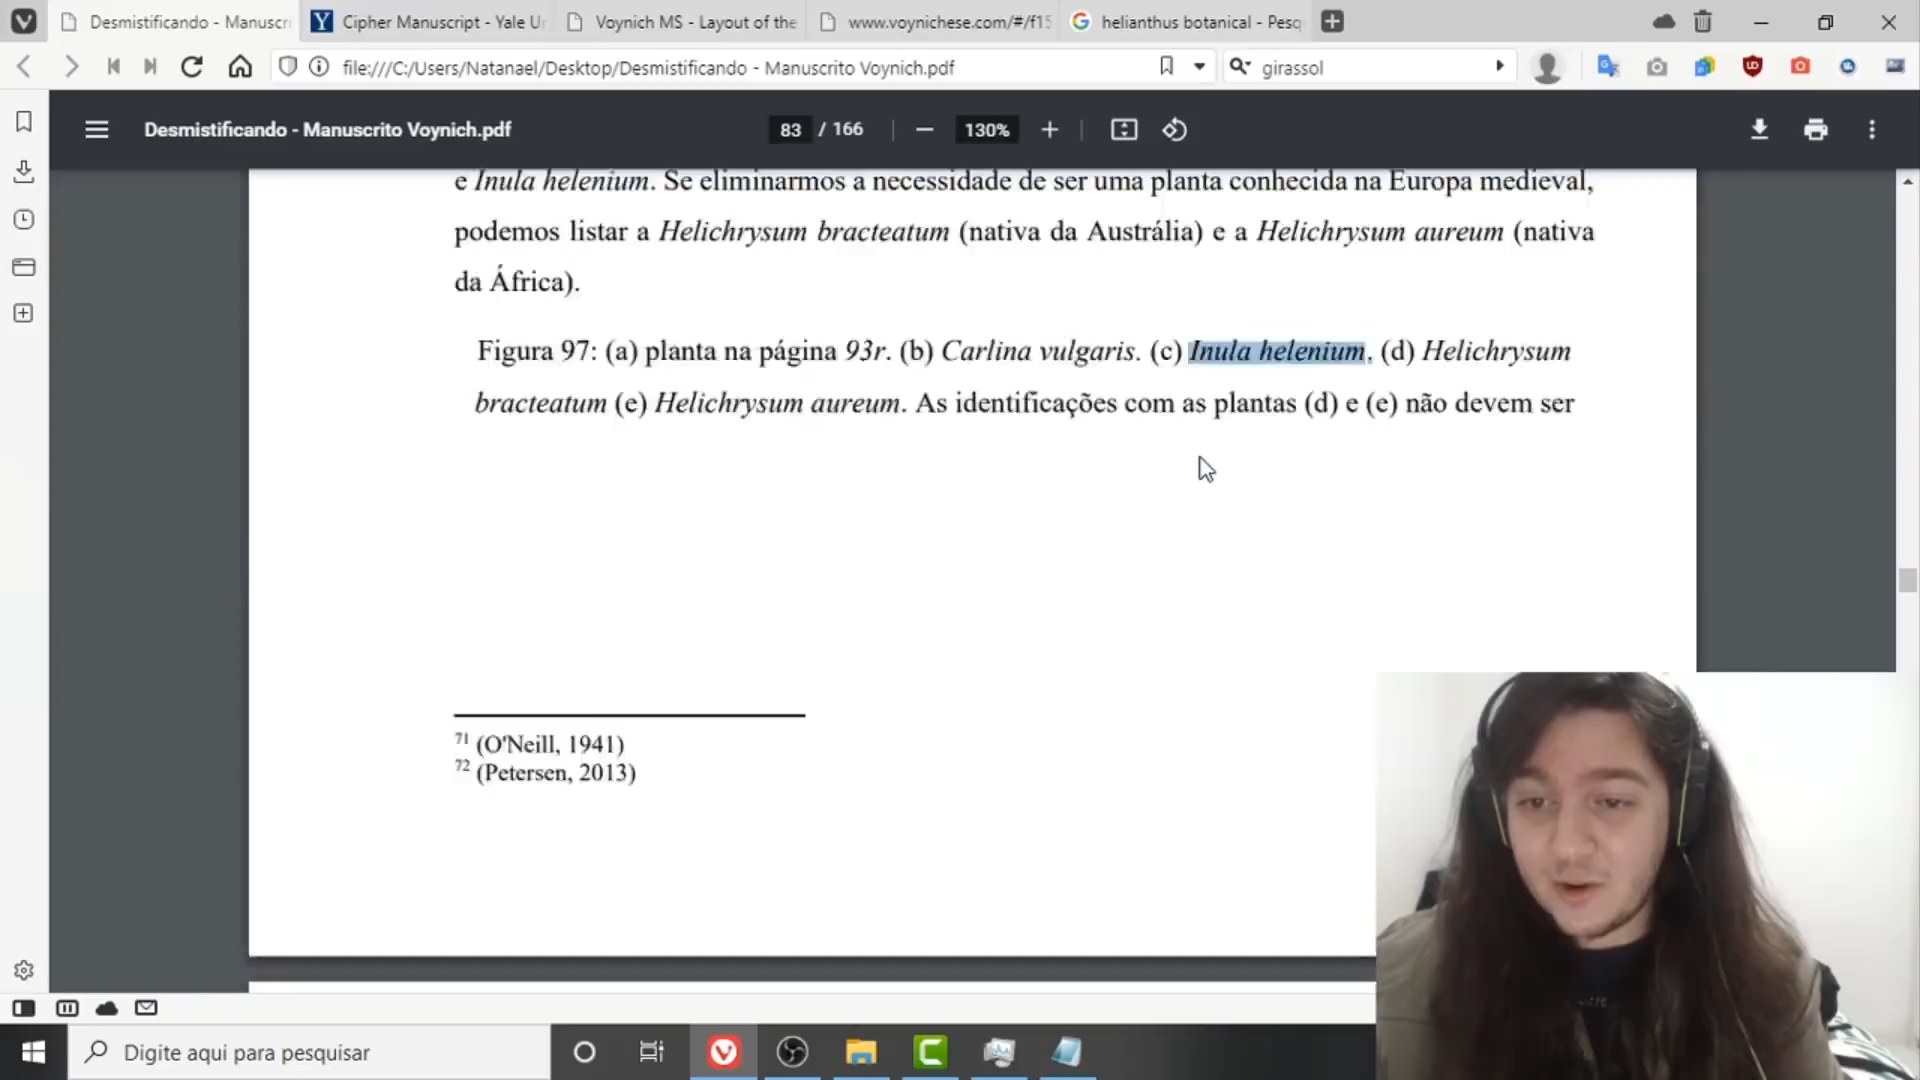 Desmistificando - Manuscri
Cipher Manuscript - Yale Ur
Voynich MS - Layout of the
www.voynichese.com/#/f15
helianthus botanical - Pesq
file:///C:/Users/Natanael/Desktop/Desmistificando - Manuscrito Voynich.pdf
girassol
Desmistificando - Manuscrito Voynich.pdf
83 / 166
130%
e Inula helenium. Se eliminarmos a necessidade de ser uma planta conhecida na Europa medieval,
podemos listar a Helichrysum bracteatum (nativa da Austrália) e a Helichrysum aureum (nativa
da África).
Figura 97: (a) planta na página 93r. (b) Carlina vulgaris. (c) Inula helenium, (d) Helichrysum
bracteatum (e) Helichrysum aureum. As identificações com as plantas (d) e (e) não devem ser
71 (O'Neill, 1941)
72 (Petersen, 2013)
Digite aqui para pesquisar